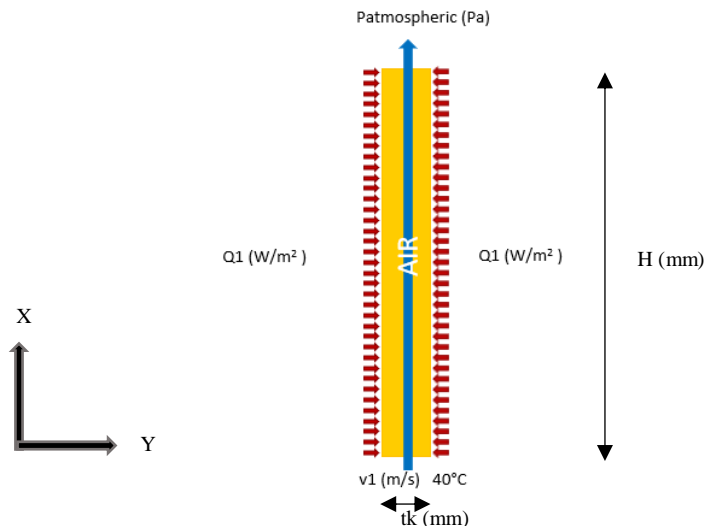 Patmospheric (Pa)
Q1 (W/m²)
AIR
Q1 (W/m²)
H (mm)
X
Y
v1 (m/s) 40°C
tk (mm)